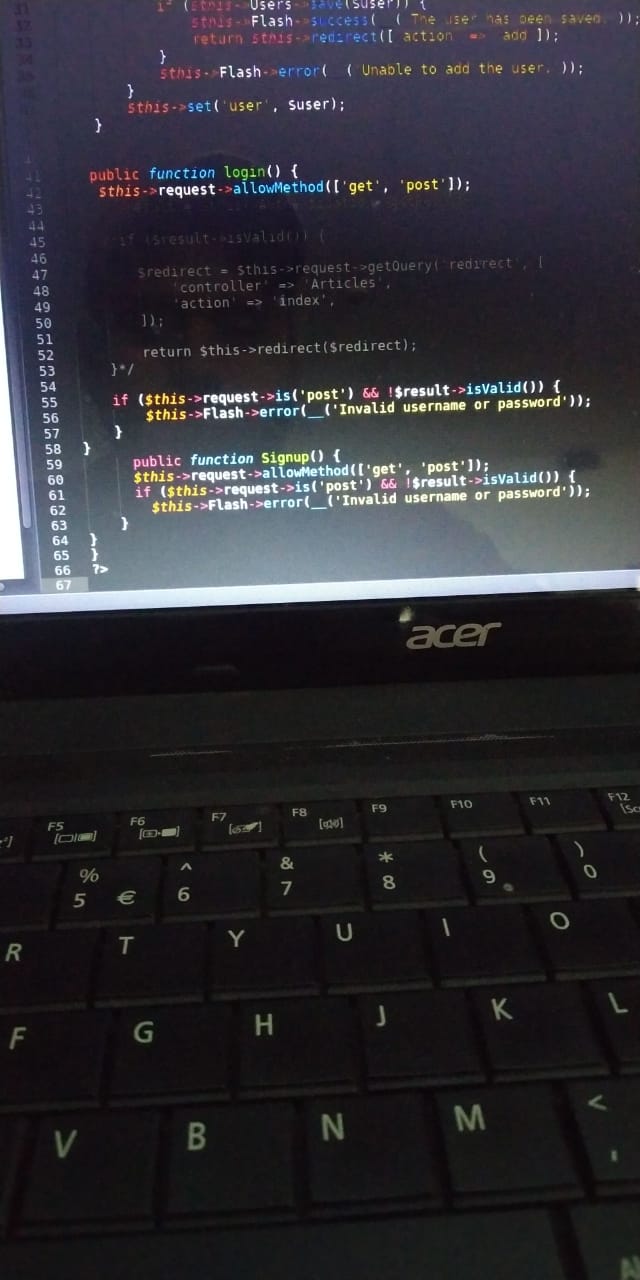 31 if ($this->Users->save($user)) {
32 $this->Flash->success(__('The user has been saved.'));
33 return $this->redirect(['action' => 'add']);
}
$this->Flash->error(__('Unable to add the user.'));
}
$this->set('user', $user);
}
41 public function login() {
42 $this->request->allowMethod(['get', 'post']);
43
44
45 if ($result->isValid()) {
46
47 $redirect = $this->request->getQuery('redirect', [
48 'controller' => 'Articles',
49 'action' => 'index',
50 ]);
51
52 return $this->redirect($redirect);
53 }*/
54
55 if ($this->request->is('post') && !$result->isValid()) {
56 $this->Flash->error(__('Invalid username or password'));
57 }
58 }
59 public function Signup() {
60 $this->request->allowMethod(['get', 'post']);
61 if ($this->request->is('post') && !$result->isValid()) {
62 $this->Flash->error(__('Invalid username or password'));
63 }
64 }
65 }
66 ?>
67
acer
F5 F6 F7 F8 F9 F10 F11 F12
% ^ & * ( )
5 € 6 7 8 9 0
R T Y U I O
F G H J K L
V B N M <
,